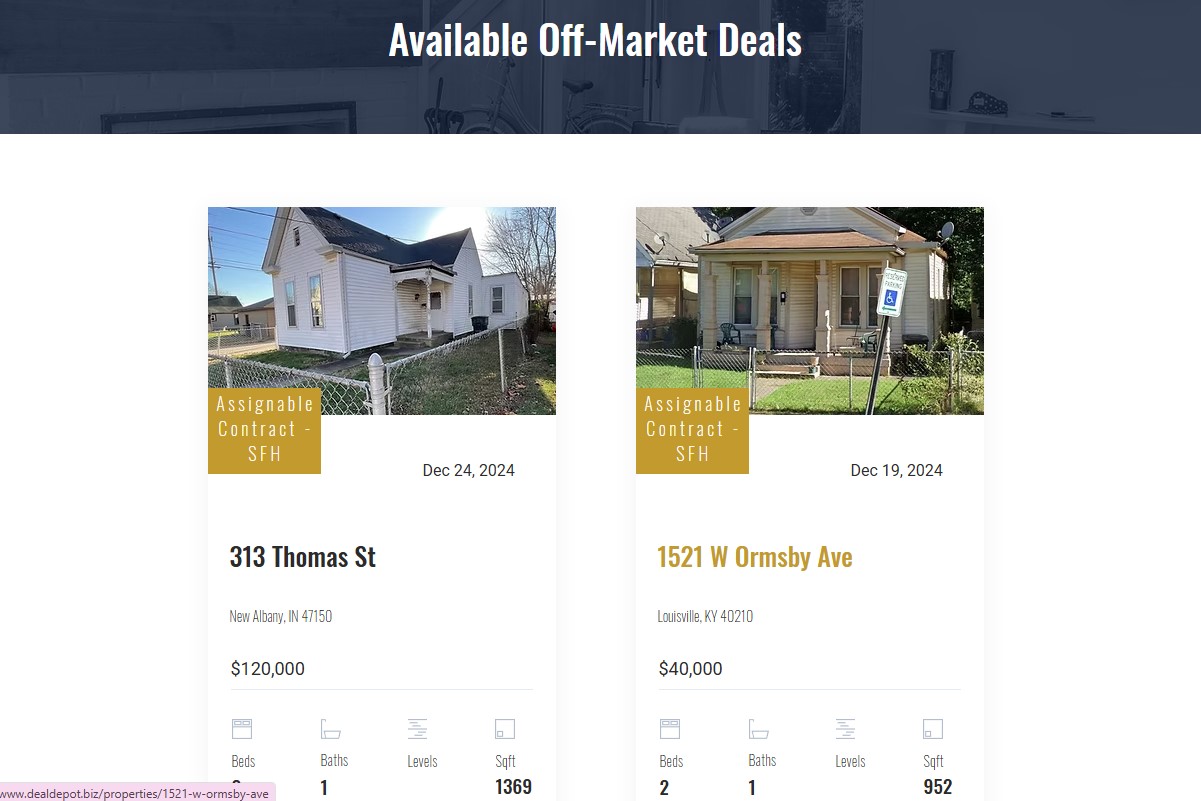 Available Off-Market Deals
RESERVED
PARKING
Assignable
Contract -
SFH
Assignable
Contract -
SFH
Dec 24, 2024
Dec 19, 2024
313 Thomas St
1521 W Ormsby Ave
New Albany, IN 47150
Louisville, KY 40210
$120,000
$40,000
Beds
Baths
Levels
Sqft
Beds
Baths
Levels
Sqft
1
1369
2
1
952
www.dealdepot.biz/properties/1521-w-ormsby-ave